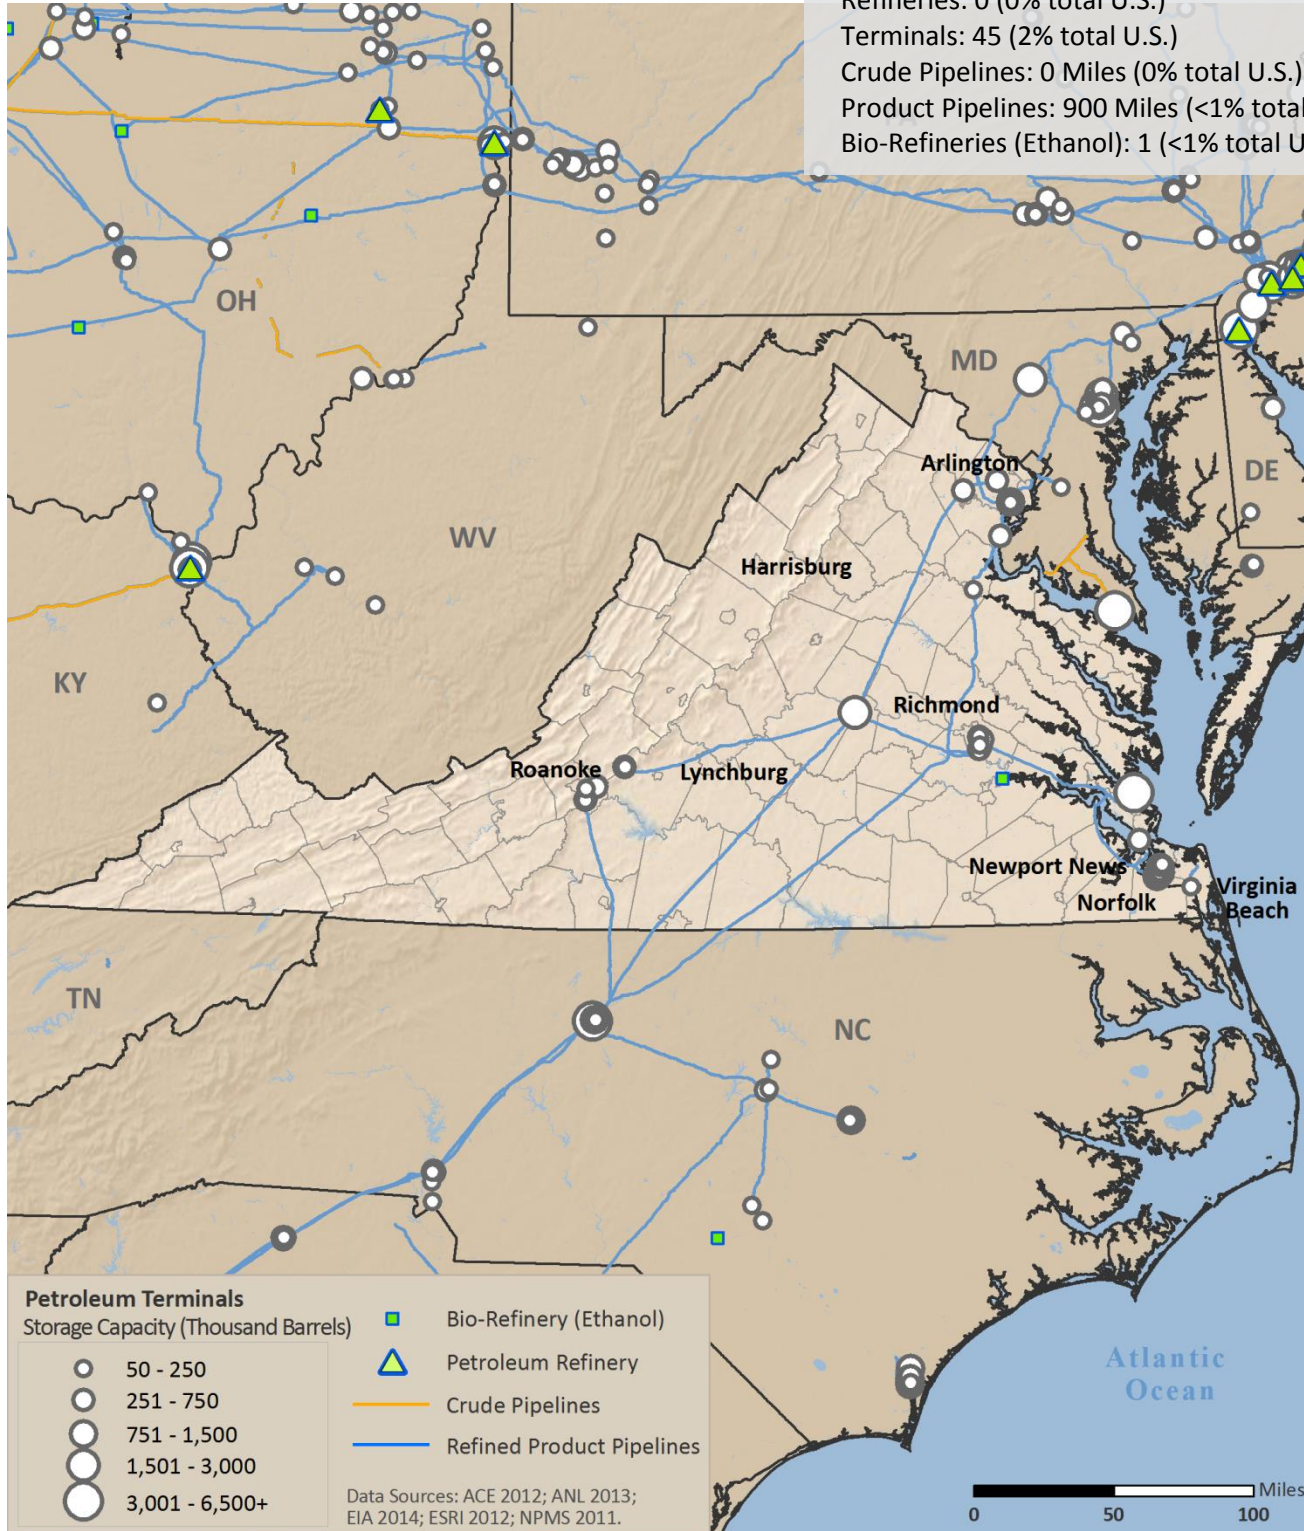 Refineries: 0 (0% total U.S.)
Terminals: 45 (2% total U.S.)
Crude Pipelines: 0 Miles (0% total U.S.)
Product Pipelines: 900 Miles (<1% total
Bio-Refineries (Ethanol): 1 (<1% total U
OH
MD
Arlington
DE
WV
Harrisburg
KY
Richmond
Roanoke
Lynchburg
Newport News
Virginia
Beach
Norfolk
TN
NC
Petroleum Terminals
Storage Capacity (Thousand Barrels)
50 - 250
251 - 750
751 - 1,500
1,501 - 3,000
3,001 - 6,500+
Bio-Refinery (Ethanol)
Petroleum Refinery
Crude Pipelines
Refined Product Pipelines
Data Sources: ACE 2012; ANL 2013;
EIA 2014; ESRI 2012; NPMS 2011.
Atlantic
Ocean
Miles
0 50 100